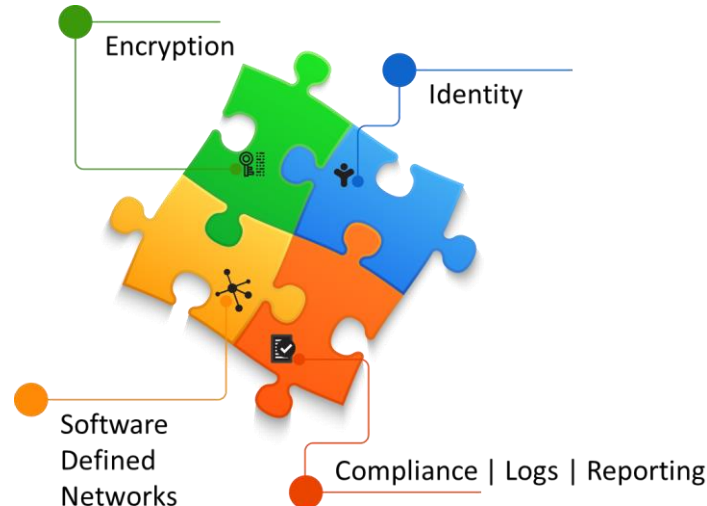 Encryption
Identity
Software
Defined
Networks
Compliance | Logs | Reporting